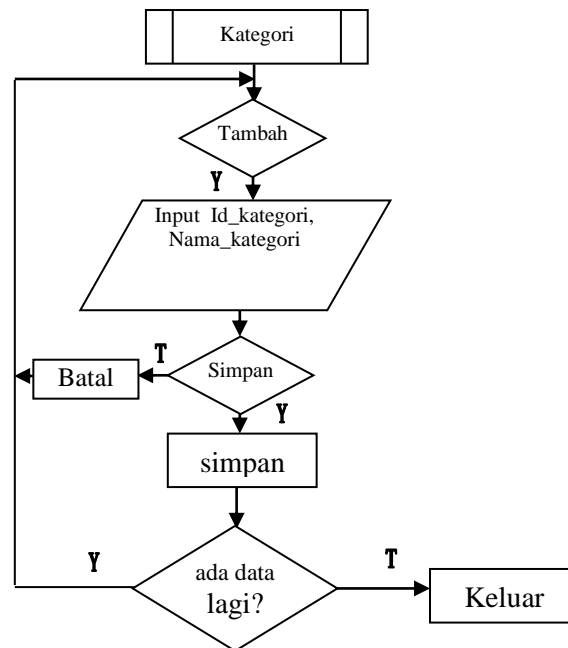 Kategori
Tambah
Y
Input Id_kategori,
Nama_kategori
Simpan
T
Batal
Y
simpan
ada data
lagi?
Y
T
Keluar